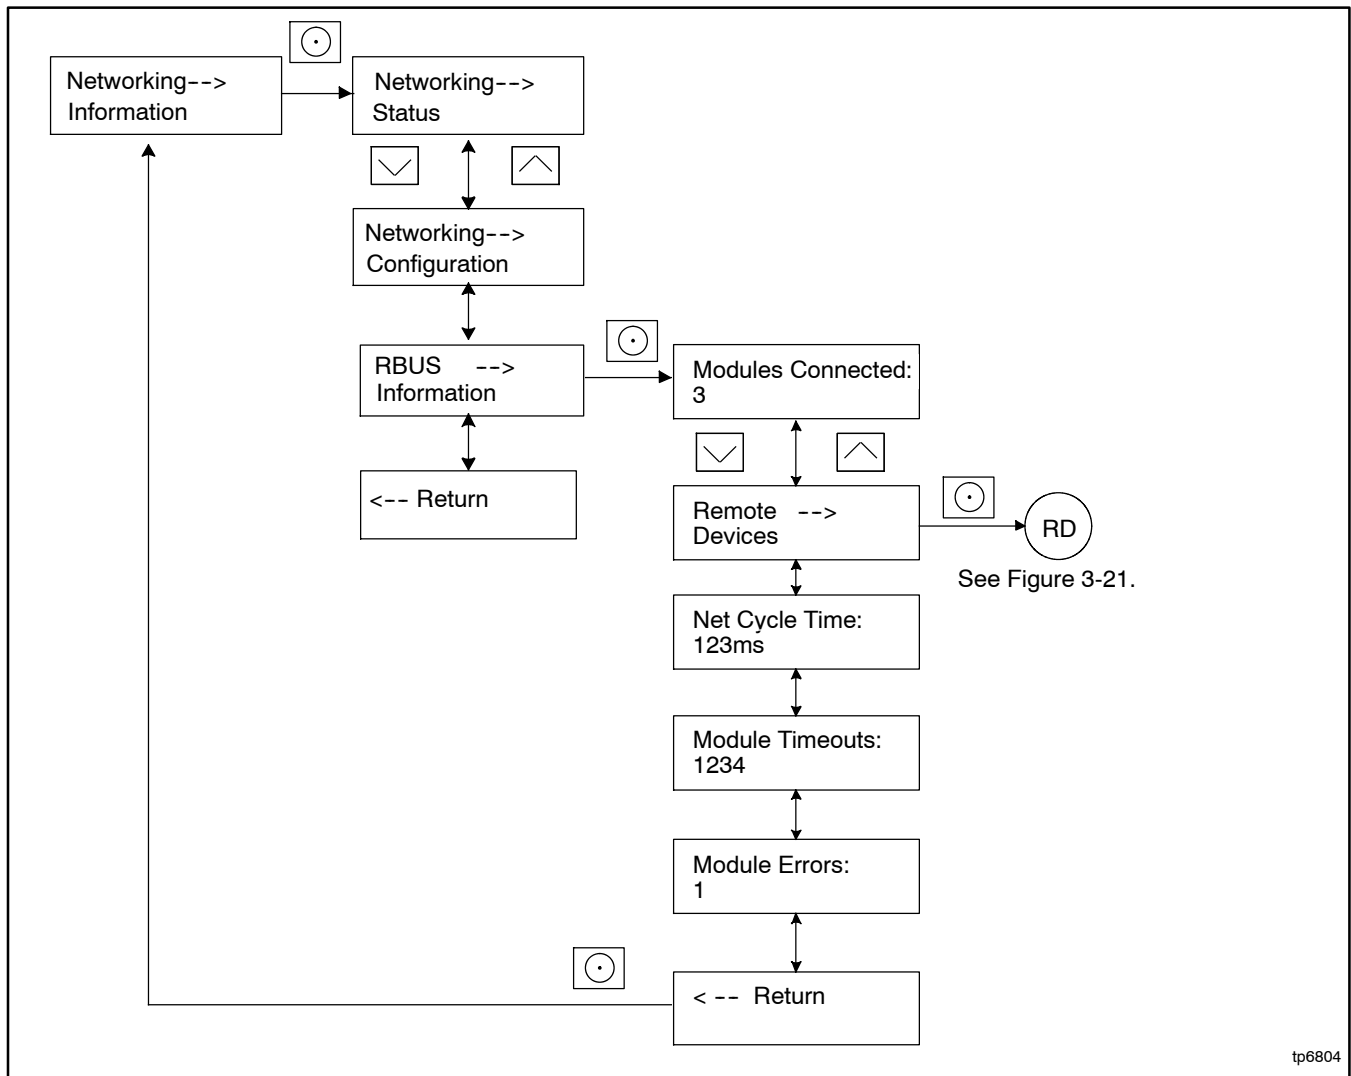 Networking-->
Information
Networking-->
Status
Networking-->
Configuration
RBUS -->
Information
<-- Return
Modules Connected:
3
Remote -->
Devices
RD
See Figure 3-21.
Net Cycle Time:
123ms
Module Timeouts:
1234
Module Errors:
1
< -- Return
tp6804